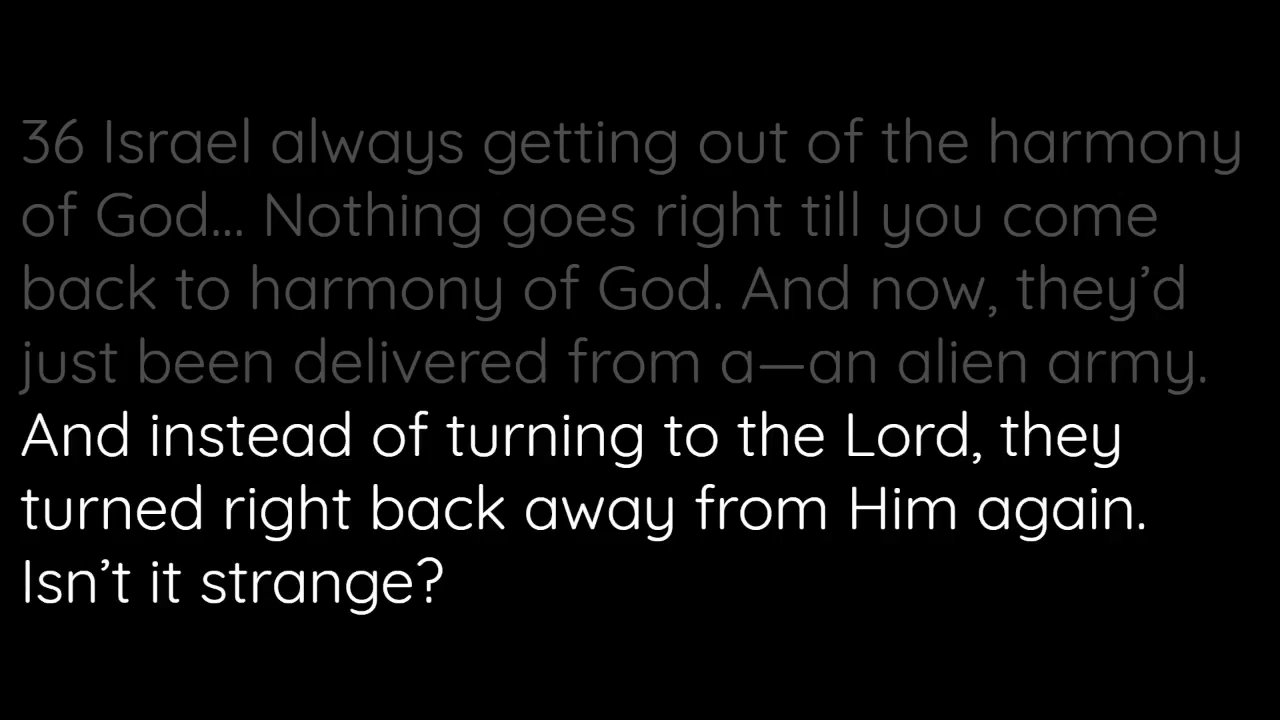 36 Israel always getting out of the harmony
of God... Nothing goes right till you come
back to harmony of God. And now, they’d
just been delivered from a—an alien army.
And instead of turning to the Lord, they
turned right back away from Him again.
Isn’t it strange?